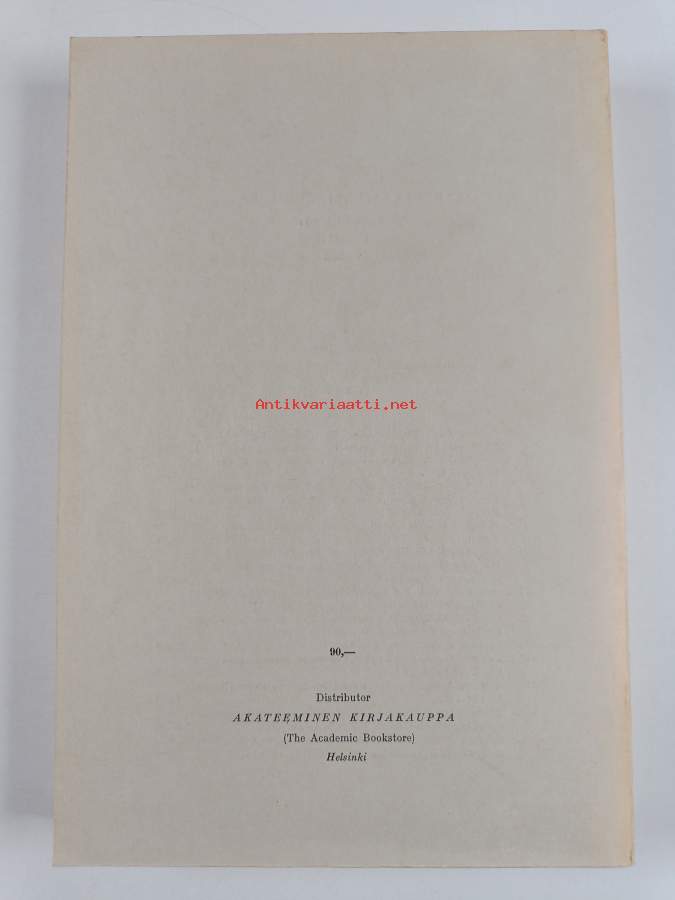 Antikvariaatti.net
90,—
Distributor
AKATEEMINEN KIRJAKAUPPA
(The Academic Bookstore)
Helsinki